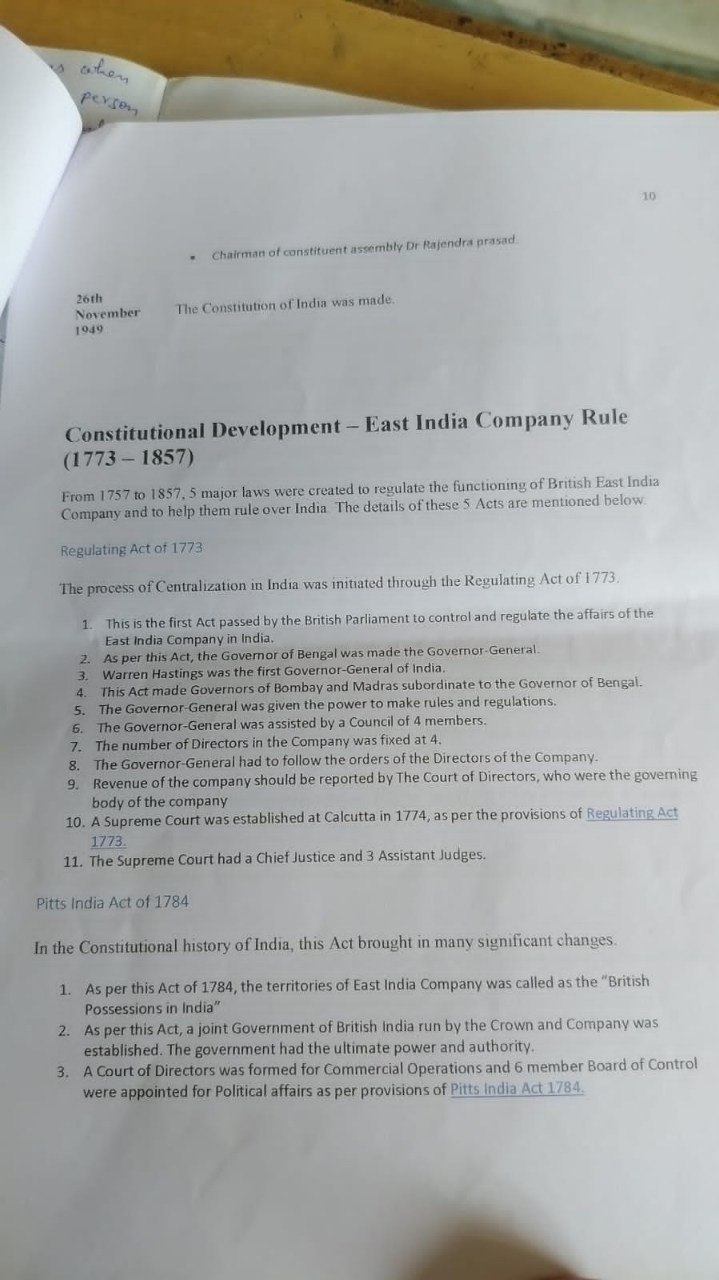 s when
person
10
• Chairman of constituent assembly Dr Rajendra prasad.
26th
November
1949
The Constitution of India was made.
Constitutional Development – East India Company Rule
(1773 – 1857)
From 1757 to 1857, 5 major laws were created to regulate the functioning of British East India
Company and to help them rule over India. The details of these 5 Acts are mentioned below.
Regulating Act of 1773
The process of Centralization in India was initiated through the Regulating Act of 1773.
1. This is the first Act passed by the British Parliament to control and regulate the affairs of the
East India Company in India.
2. As per this Act, the Governor of Bengal was made the Governor-General.
3. Warren Hastings was the first Governor-General of India.
4. This Act made Governors of Bombay and Madras subordinate to the Governor of Bengal.
5. The Governor-General was given the power to make rules and regulations.
6. The Governor-General was assisted by a Council of 4 members.
7. The number of Directors in the Company was fixed at 4.
8. The Governor-General had to follow the orders of the Directors of the Company.
9. Revenue of the company should be reported by The Court of Directors, who were the governing
body of the company
10. A Supreme Court was established at Calcutta in 1774, as per the provisions of Regulating Act
1773.
11. The Supreme Court had a Chief Justice and 3 Assistant Judges.
Pitts India Act of 1784
In the Constitutional history of India, this Act brought in many significant changes.
1. As per this Act of 1784, the territories of East India Company was called as the "British
Possessions in India"
2. As per this Act, a joint Government of British India run by the Crown and Company was
established. The government had the ultimate power and authority.
3. A Court of Directors was formed for Commercial Operations and 6 member Board of Control
were appointed for Political affairs as per provisions of Pitts India Act 1784.